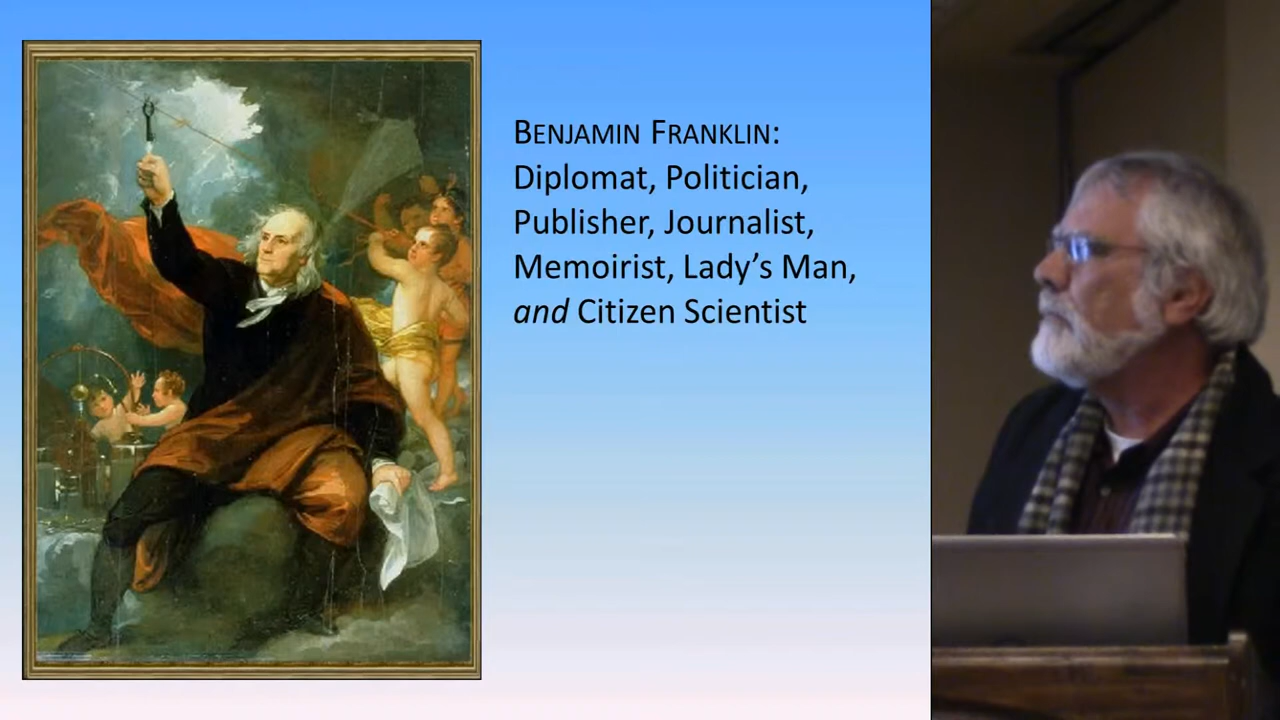 BENJAMIN FRANKLIN:
Diplomat, Politician,
Publisher, Journalist,
Memoirist, Lady’s Man,
and Citizen Scientist